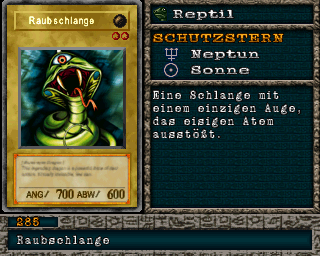 Raubschlange
ANG/ 700 ABW/ 600
Reptil
SCHUTZSTERN
Neptun
Sonne
Eine Schlange mit
einem einzigen Auge,
das eisigen Atem
ausstößt.
285
Raubschlange